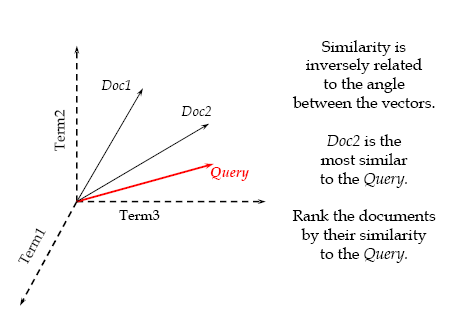 Term2
Doc1
Doc2
Query
Term3
Term1
Similarity is
inversely related
to the angle
between the vectors.
Doc2 is the
most similar
to the Query.
Rank the documents
by their similarity
to the Query.